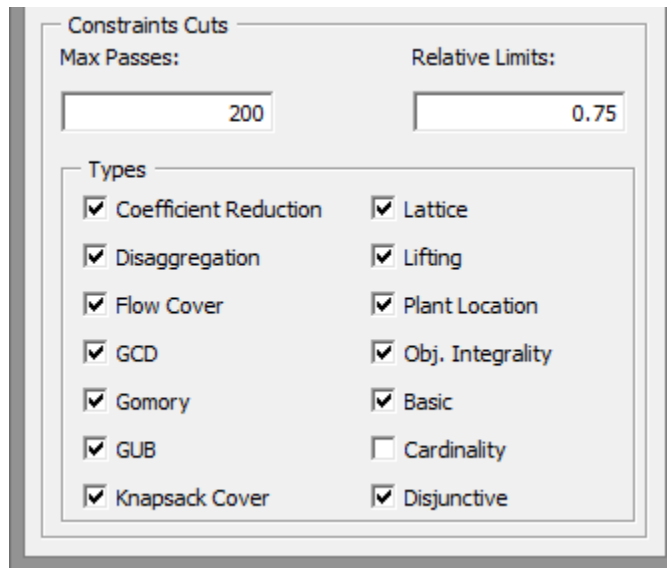 Constraints Cuts
Max Passes: Relative Limits:
200 0.75
Types
Coefficient Reduction Lattice
Disaggregation Lifting
Flow Cover Plant Location
GCD Obj. Integrality
Gomory Basic
GUB Cardinality
Knapsack Cover Disjunctive